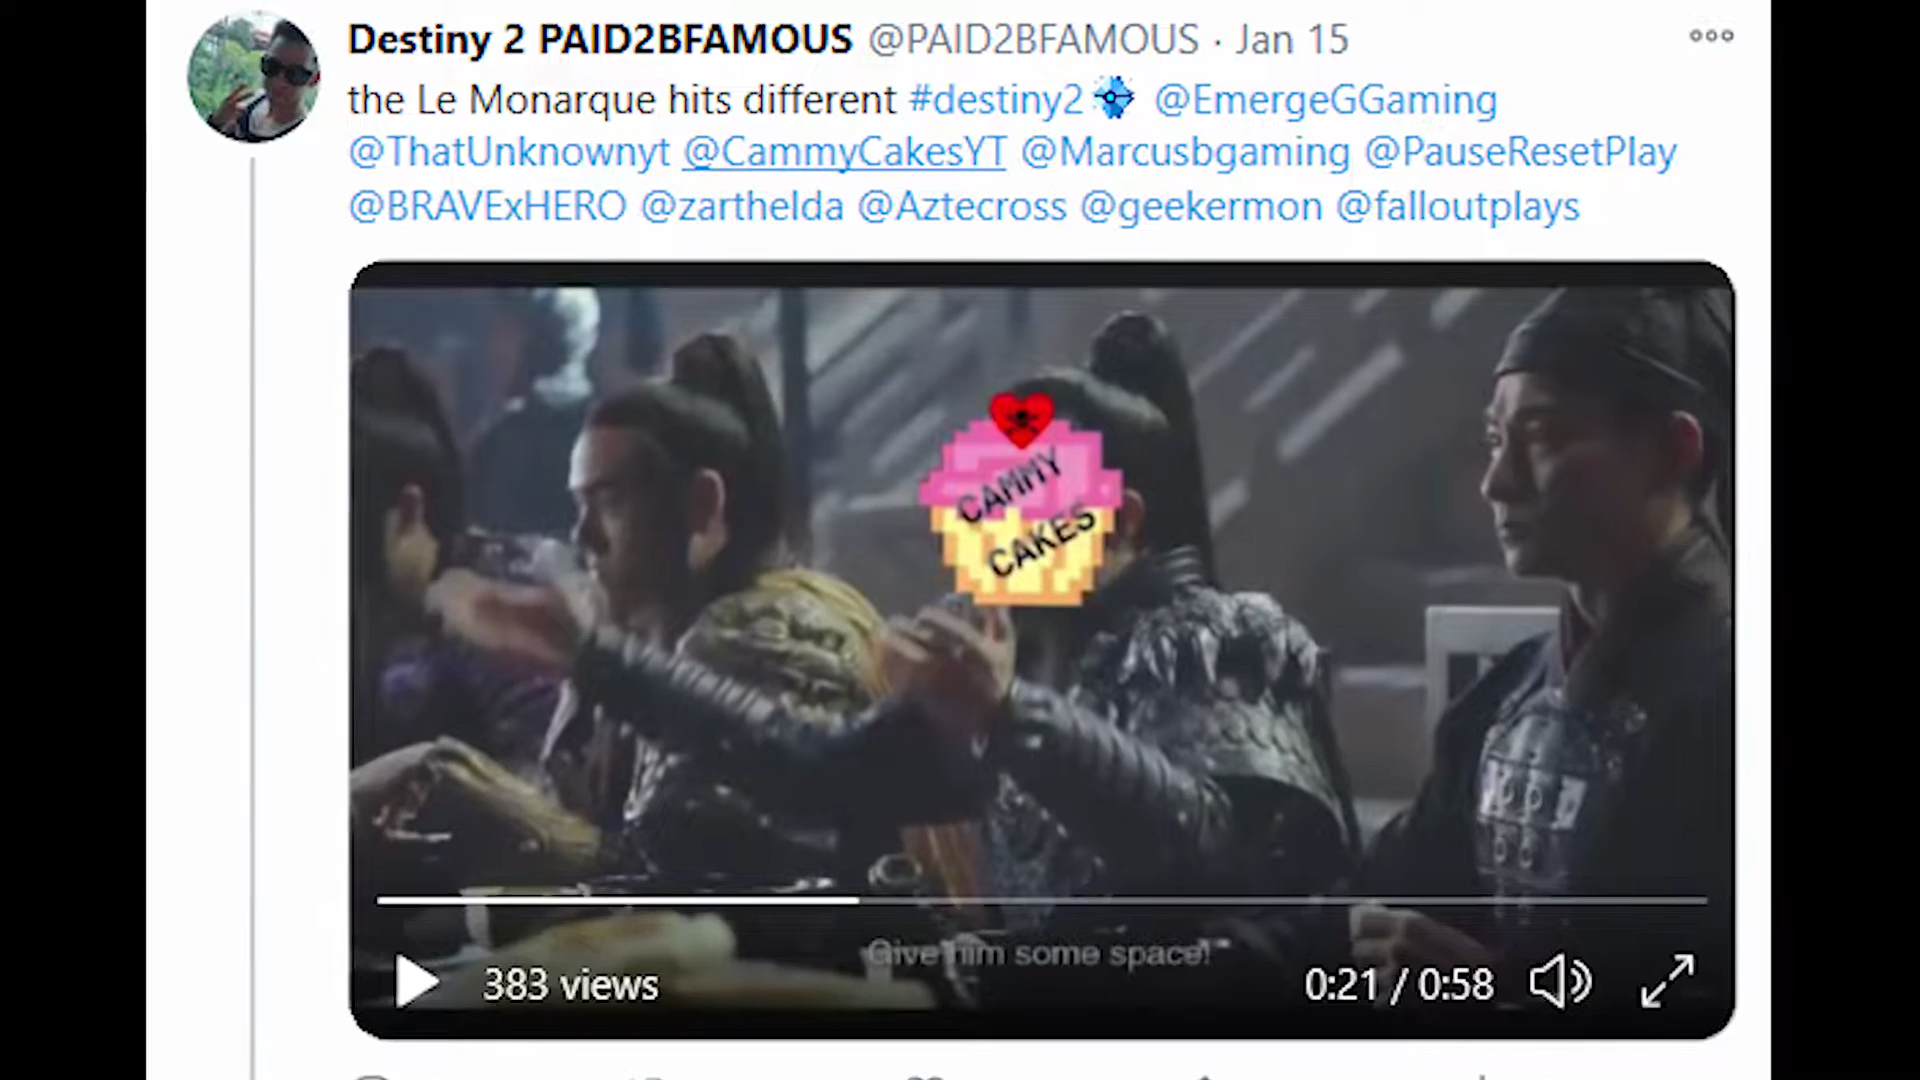 Destiny 2 PAID2BFAMOUS @PAID2BFAMOUS · Jan 15
the Le Monarque hits different #destiny2 @EmergeGGaming
@ThatUnknownyt @CammyCakesYT @Marcusbgaming @PauseResetPlay
@BRAVExHERO @zarthelda @Aztecross @geekermon @falloutplays
CAMMY
CAKES
Give him some space!
383 views
0:21 / 0:58